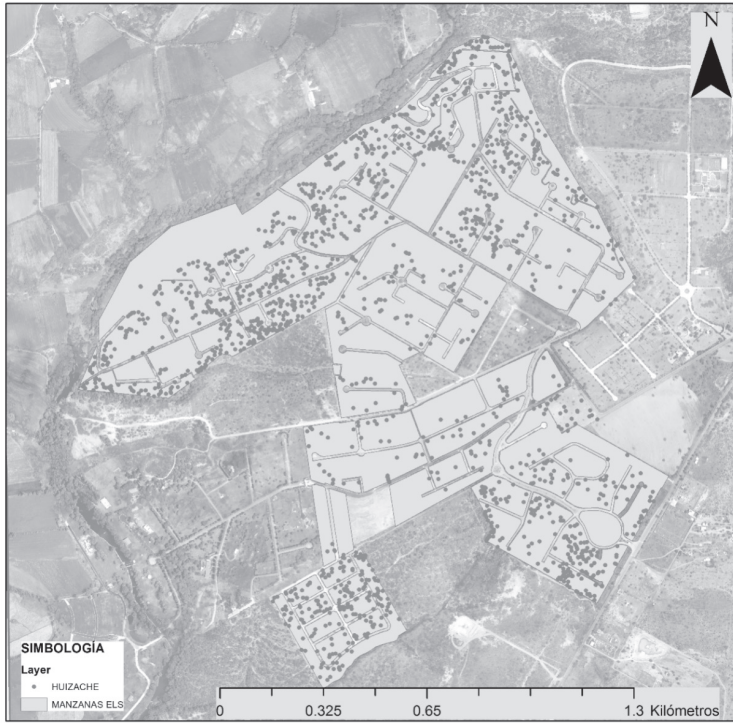 N
SIMBOLOGÍA
Layer
HUIZACHE
MANZANAS ELS
0 0.325 0.65 1.3 Kilómetros